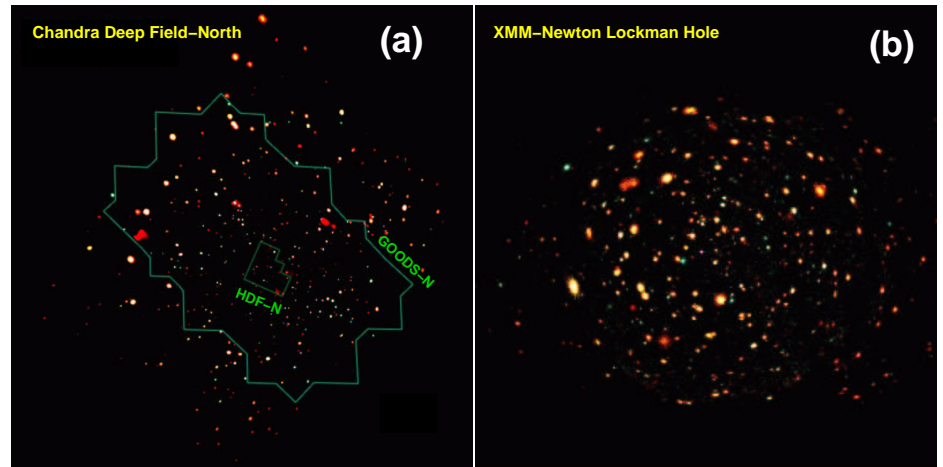 Chandra Deep Field−North
(a)
GOODS−N
HDF−N
XMM−Newton Lockman Hole
(b)